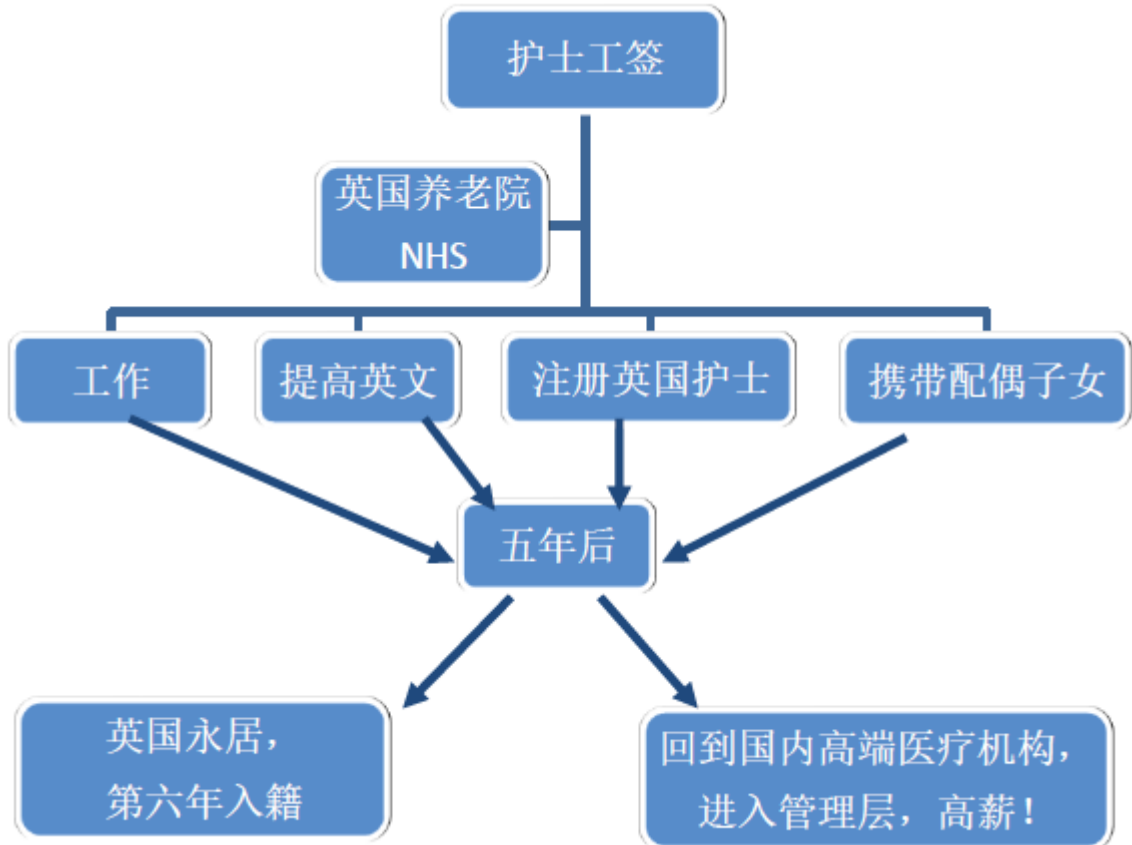 护士工签
英国养老院
NHS
工作
提高英文
注册英国护士
携带配偶子女
五年后
英国永居，
第六年入籍
回到国内高端医疗机构，
进入管理层，高薪！